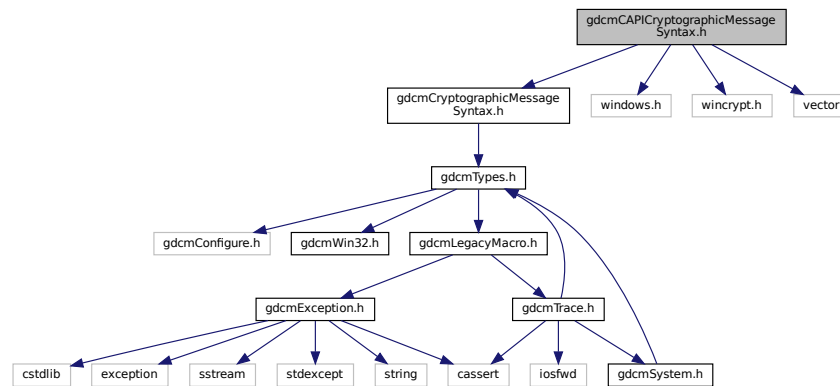 gdcmCAPICryptographicMessage
Syntax.h
gdcmCryptographicMessage
Syntax.h
windows.h
wincrypt.h
vector
gdcmTypes.h
gdcmConfigure.h
gdcmWin32.h
gdcmLegacyMacro.h
gdcmException.h
gdcmTrace.h
cstdlib
exception
sstream
stdexcept
string
cassert
iosfwd
gdcmSystem.h